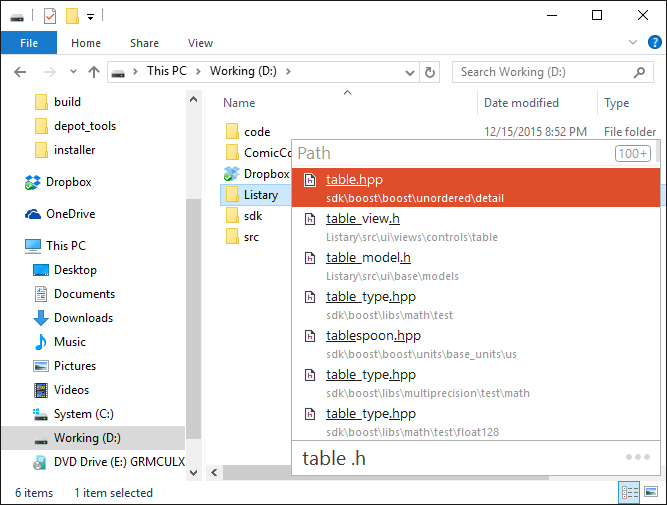 File
Home
Share
View
This PC
Working (D:)
Search Working (D:)
build
depot_tools
installer
Dropbox
OneDrive
This PC
Desktop
Documents
Downloads
Music
Pictures
Videos
System (C:)
Working (D:)
DVD Drive (E:) GRMCULX
Name
Date modified
Type
code
12/15/2015 8:52 PM
File folder
ComicCo
Dropbox
Listary
sdk
src
Path
100+
table.hpp
sdk\boost\boost\unordered\detail
table_view.h
Listary\src\ui\views\controls\table
table_model.h
Listary\src\ui\base\models
table_type.hpp
sdk\boost\libs\math\test
tablespoon.hpp
sdk\boost\boost\units\base_units\us
table_type.hpp
sdk\boost\libs\multiprecision\test\math
table_type.hpp
sdk\boost\libs\math\test\float128
table .h
6 items
1 item selected